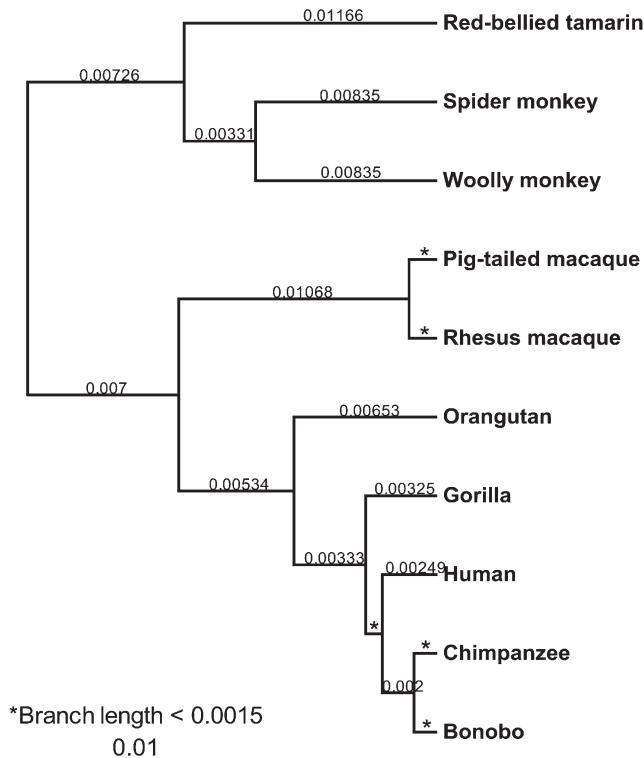 0.01166
Red-bellied tamarin
0.00726
0.00835
Spider monkey
0.00331
0.00835
Woolly monkey
*
Pig-tailed macaque
0.01068
*
Rhesus macaque
0.007
0.00653
Orangutan
0.00534
0.00325
Gorilla
0.00333
0.00249
Human
*
*
Chimpanzee
0.002
*
Bonobo
*Branch length < 0.0015
0.01